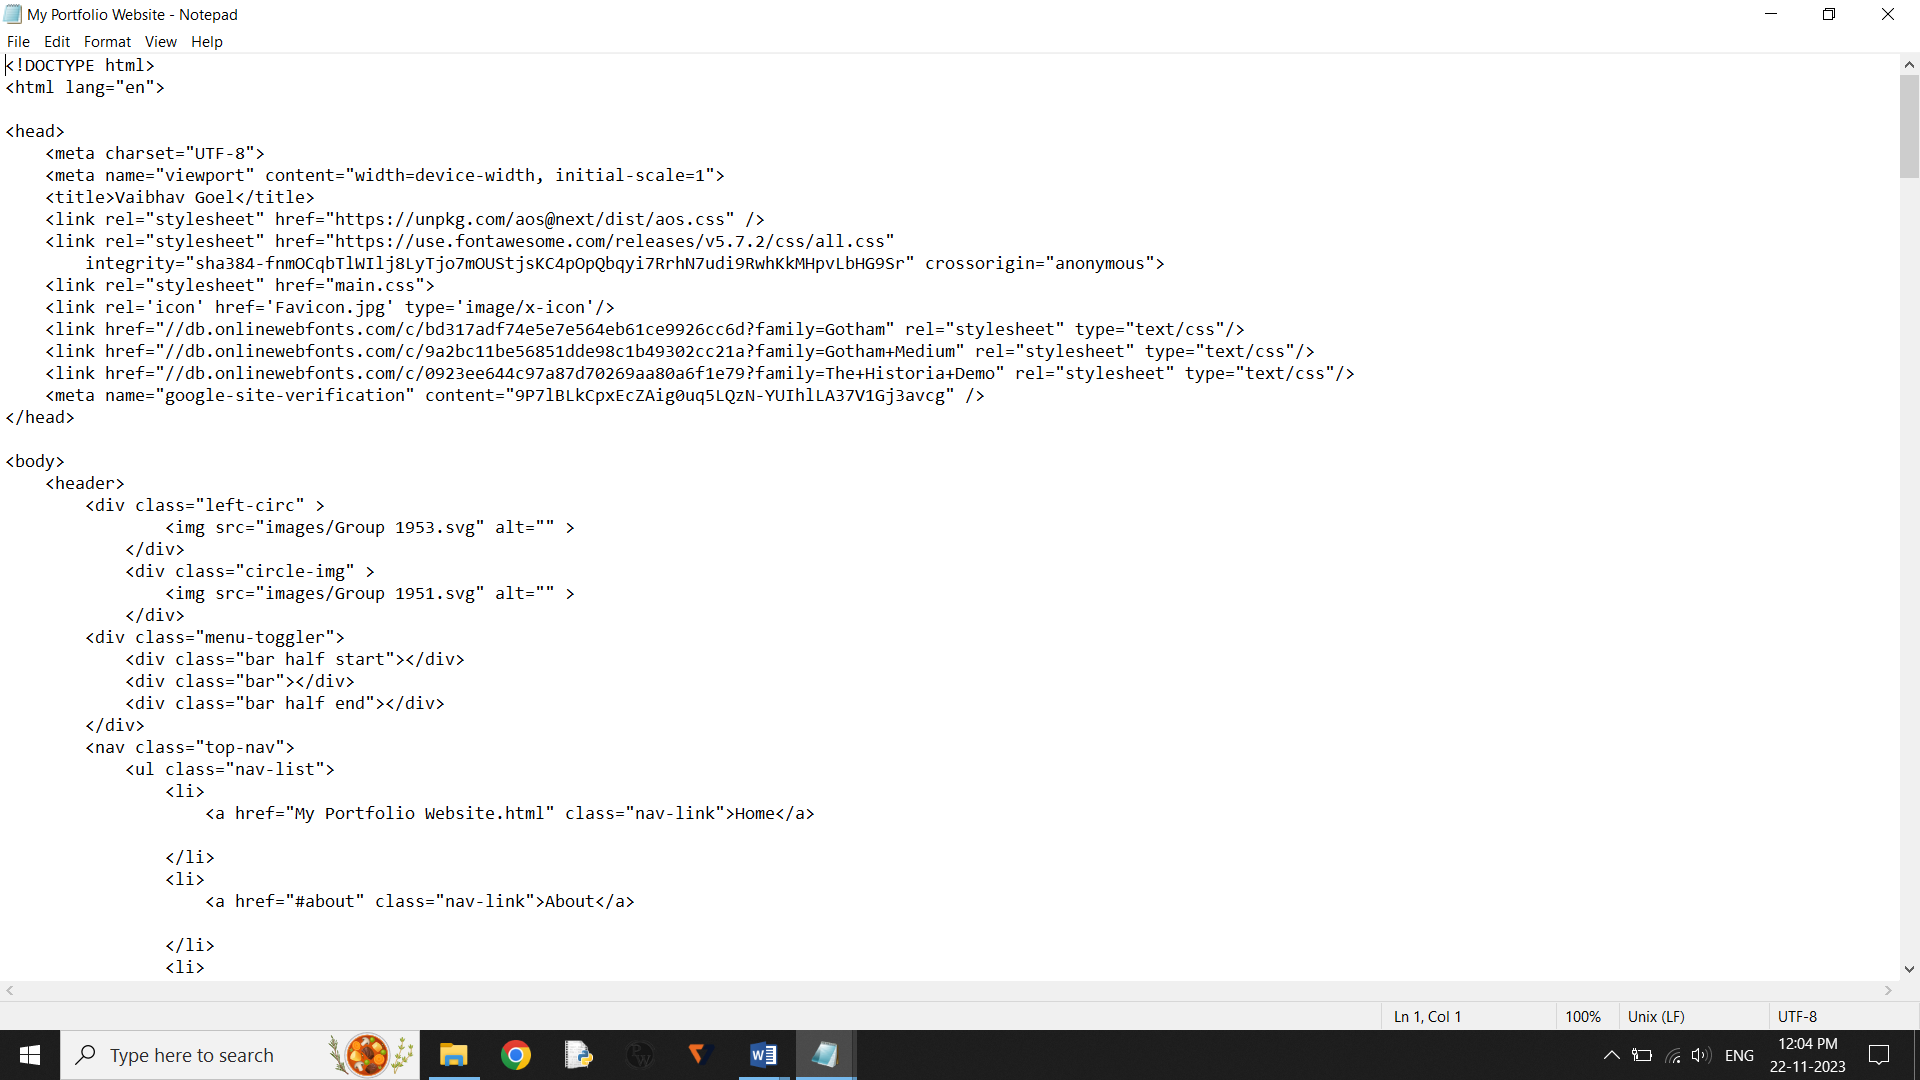 My Portfolio Website - Notepad
File Edit Format View Help
<!DOCTYPE html>
<html lang="en">
<head>
    <meta charset="UTF-8">
    <meta name="viewport" content="width=device-width, initial-scale=1">
    <title>Vaibhav Goel</title>
    <link rel="stylesheet" href="https://unpkg.com/aos@next/dist/aos.css" />
    <link rel="stylesheet" href="https://use.fontawesome.com/releases/v5.7.2/css/all.css"
        integrity="sha384-fnmOCqbTlWIlj8LyTjo7mOUStjsKC4pOpQbqyi7RrhN7udi9RwhKkMHpvLbHG9Sr" crossorigin="anonymous">
    <link rel="stylesheet" href="main.css">
    <link rel='icon' href='Favicon.jpg' type='image/x-icon'/>
    <link href="//db.onlinewebfonts.com/c/bd317adf74e5e7e564eb61ce9926cc6d?family=Gotham" rel="stylesheet" type="text/css"/>
    <link href="//db.onlinewebfonts.com/c/9a2bc11be56851dde98c1b49302cc21a?family=Gotham+Medium" rel="stylesheet" type="text/css"/>
    <link href="//db.onlinewebfonts.com/c/0923ee644c97a87d70269aa80a6f1e79?family=The+Historia+Demo" rel="stylesheet" type="text/css"/>
    <meta name="google-site-verification" content="9P7lBLkCpxEcZAig0uq5LQzN-YUIhlLA37V1Gj3avcg" />
</head>
<body>
    <header>
        <div class="left-circ" >
                <img src="images/Group 1953.svg" alt="" >
            </div>
            <div class="circle-img" >
                <img src="images/Group 1951.svg" alt="" >
            </div>
        <div class="menu-toggler">
            <div class="bar half start"></div>
            <div class="bar"></div>
            <div class="bar half end"></div>
        </div>
        <nav class="top-nav">
            <ul class="nav-list">
                <li>
                    <a href="My Portfolio Website.html" class="nav-link">Home</a>
                </li>
                <li>
                    <a href="#about" class="nav-link">About</a>
                </li>
                <li>
Ln 1, Col 1 100% Unix (LF) UTF-8
Type here to search
PW
W
ENG
12:04 PM
22-11-2023